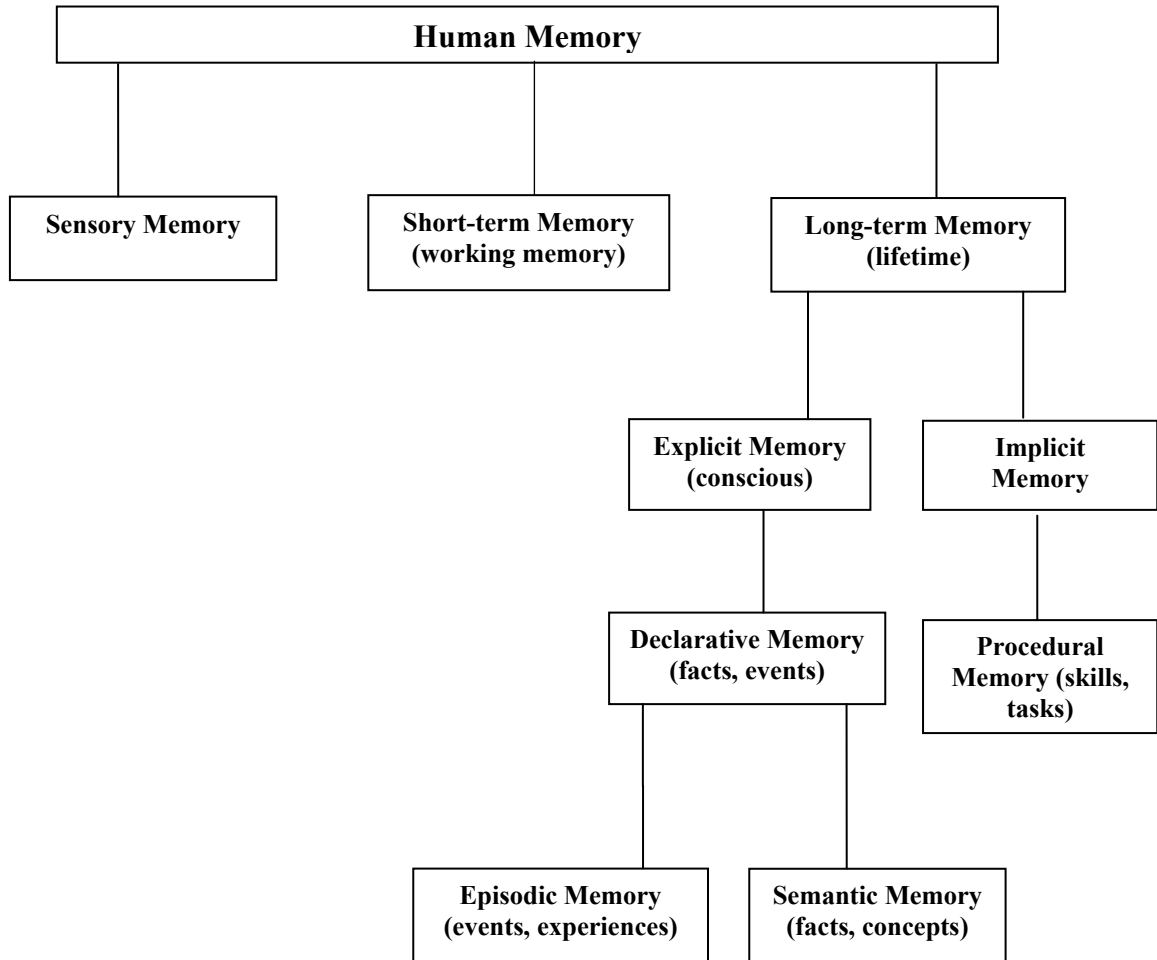 Human Memory
Sensory Memory
Short-term Memory
(working memory)
Long-term Memory
(lifetime)
Explicit Memory
(conscious)
Implicit
Memory
Declarative Memory
(facts, events)
Procedural
Memory (skills,
tasks)
Episodic Memory
(events, experiences)
Semantic Memory
(facts, concepts)